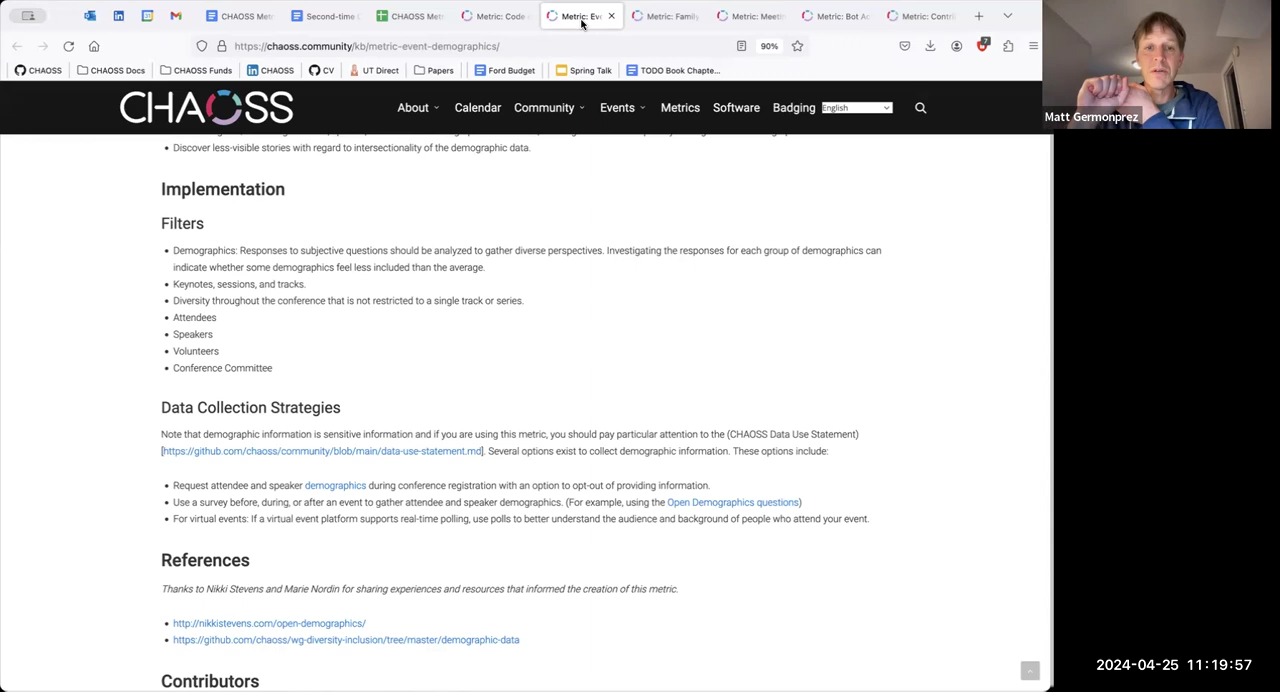 CHAOSS Met
Second-time
CHAOSS Met
Metric: Code
Metric: Eve
Metric: Family
Metric: Meeti
Metric: Bot Ac
Metric: Contri
https://chaoss.community/kb/metric-event-demographics/
90%
7
CHAOSS
CHAOSS Docs
CHAOSS Funds
CHAOSS
CV
UT Direct
Papers
Ford Budget
Spring Talk
TODO Book Chapte...
Matt Germonprez
CHAOSS
About
Calendar
Community
Events
Metrics
Software
Badging
English
Discover less-visible stories with regard to intersectionality of the demographic data.
Implementation
Filters
Demographics: Responses to subjective questions should be analyzed to gather diverse perspectives. Investigating the responses for each group of demographics can
indicate whether some demographics feel less included than the average.
Keynotes, sessions, and tracks.
Diversity throughout the conference that is not restricted to a single track or series.
Attendees
Speakers
Volunteers
Conference Committee
Data Collection Strategies
Note that demographic information is sensitive information and if you are using this metric, you should pay particular attention to the (CHAOSS Data Use Statement)
[https://github.com/chaoss/community/blob/main/data-use-statement.md]. Several options exist to collect demographic information. These options include:
Request attendee and speaker demographics during conference registration with an option to opt-out of providing information.
Use a survey before, during, or after an event to gather attendee and speaker demographics. (For example, using the Open Demographics questions)
For virtual events: If a virtual event platform supports real-time polling, use polls to better understand the audience and background of people who attend your event.
References
Thanks to Nikki Stevens and Marie Nordin for sharing experiences and resources that informed the creation of this metric.
http://nikkistevens.com/open-demographics/
https://github.com/chaoss/wg-diversity-inclusion/tree/master/demographic-data
Contributors
2024-04-25 11:19:57